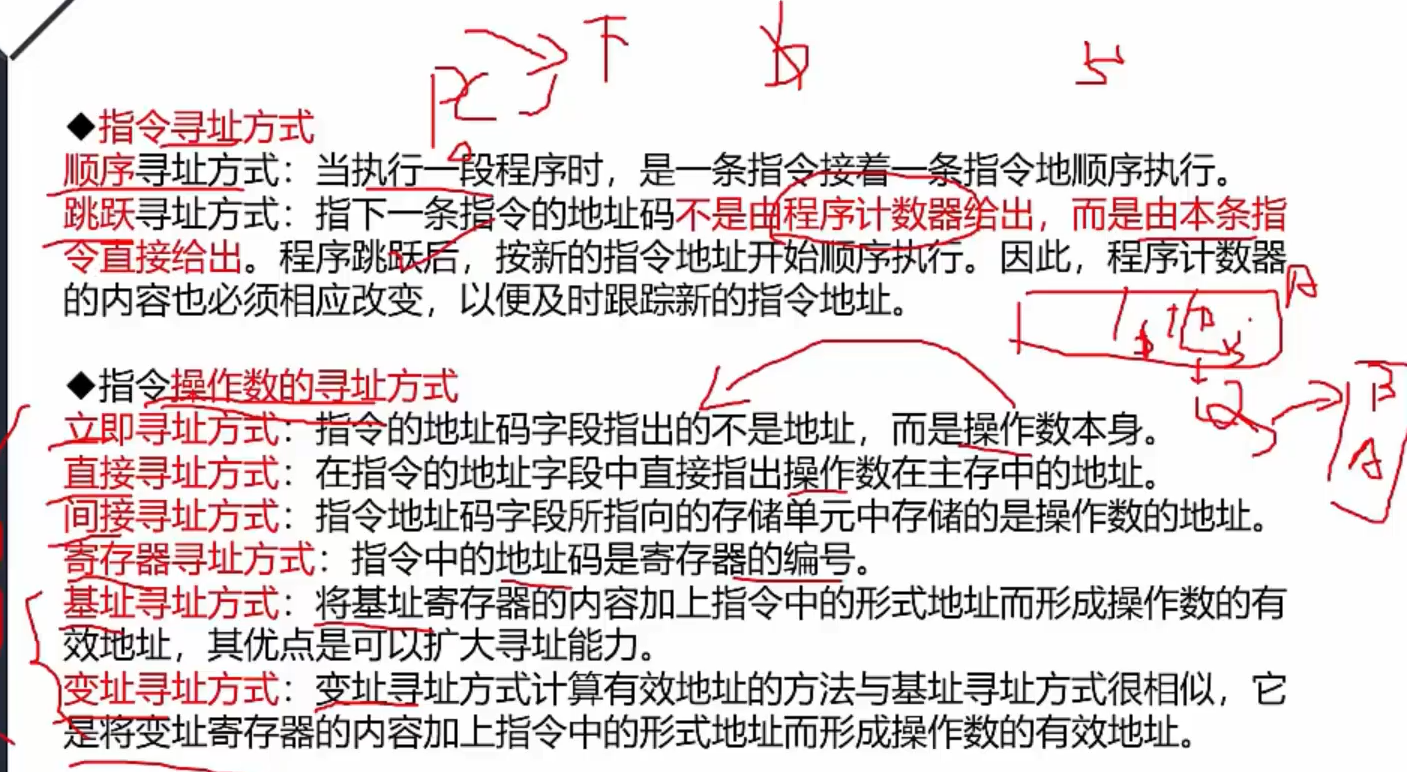 PC 下
◆指令寻址方式
顺序寻址方式：当执行一段程序时，是一条指令接着一条指令地顺序执行。
跳跃寻址方式：指下一条指令的地址码不是由程序计数器给出，而是由本条指
令直接给出。程序跳跃后，按新的指令地址开始顺序执行。因此，程序计数器
的内容也必须相应改变，以便及时跟踪新的指令地址。
A
◆指令操作数的寻址方式
B
立即寻址方式：指令的地址码字段指出的不是地址，而是操作数本身。
A
直接寻址方式：在指令的地址字段中直接指出操作数在主存中的地址。
间接寻址方式：指令地址码字段所指向的存储单元中存储的是操作数的地址。
寄存器寻址方式：指令中的地址码是寄存器的编号。
基址寻址方式：将基址寄存器的内容加上指令中的形式地址而形成操作数的有
效地址，其优点是可以扩大寻址能力。
变址寻址方式：变址寻址方式计算有效地址的方法与基址寻址方式很相似，它
是将变址寄存器的内容加上指令中的形式地址而形成操作数的有效地址。